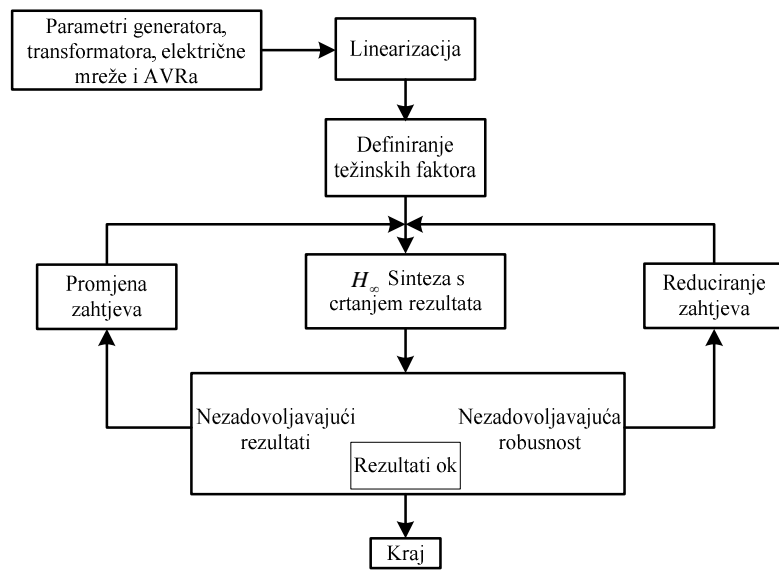 Parametri generatora,
transformatora, električne
mreže i AVRa
Linearizacija
Definiranje
težinskih faktora
Promjena
zahtjeva
H∞ Sinteza s
crtanjem rezultata
Reduciranje
zahtjeva
Nezadovoljavajući
rezultati
Nezadovoljavajuća
robusnost
Rezultati ok
Kraj